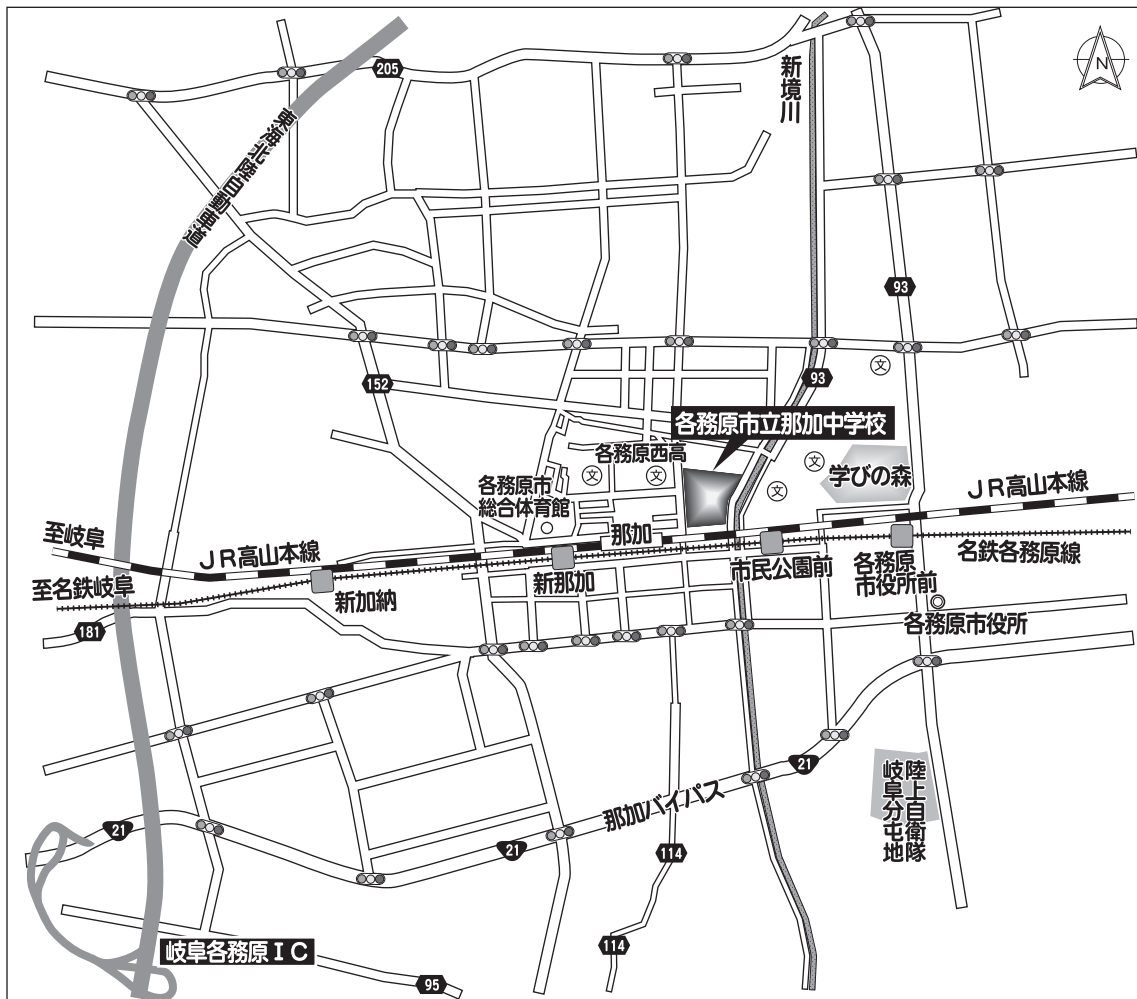 205
新境川
N
東海北陸自動車道
93
152
93
文
各務原市立那加中学校
各務原西高
文
文
文
文
学びの森
各務原市
総合体育館
JR高山本線
至岐阜
JR高山本線
那加
至名鉄岐阜
新加納
新那加
市民公園前
各務原
市役所前
名鉄各務原線
181
各務原市役所
21
那加バイパス
陸上自衛隊
岐阜分屯地
21
21
114
岐阜各務原IC
114
95